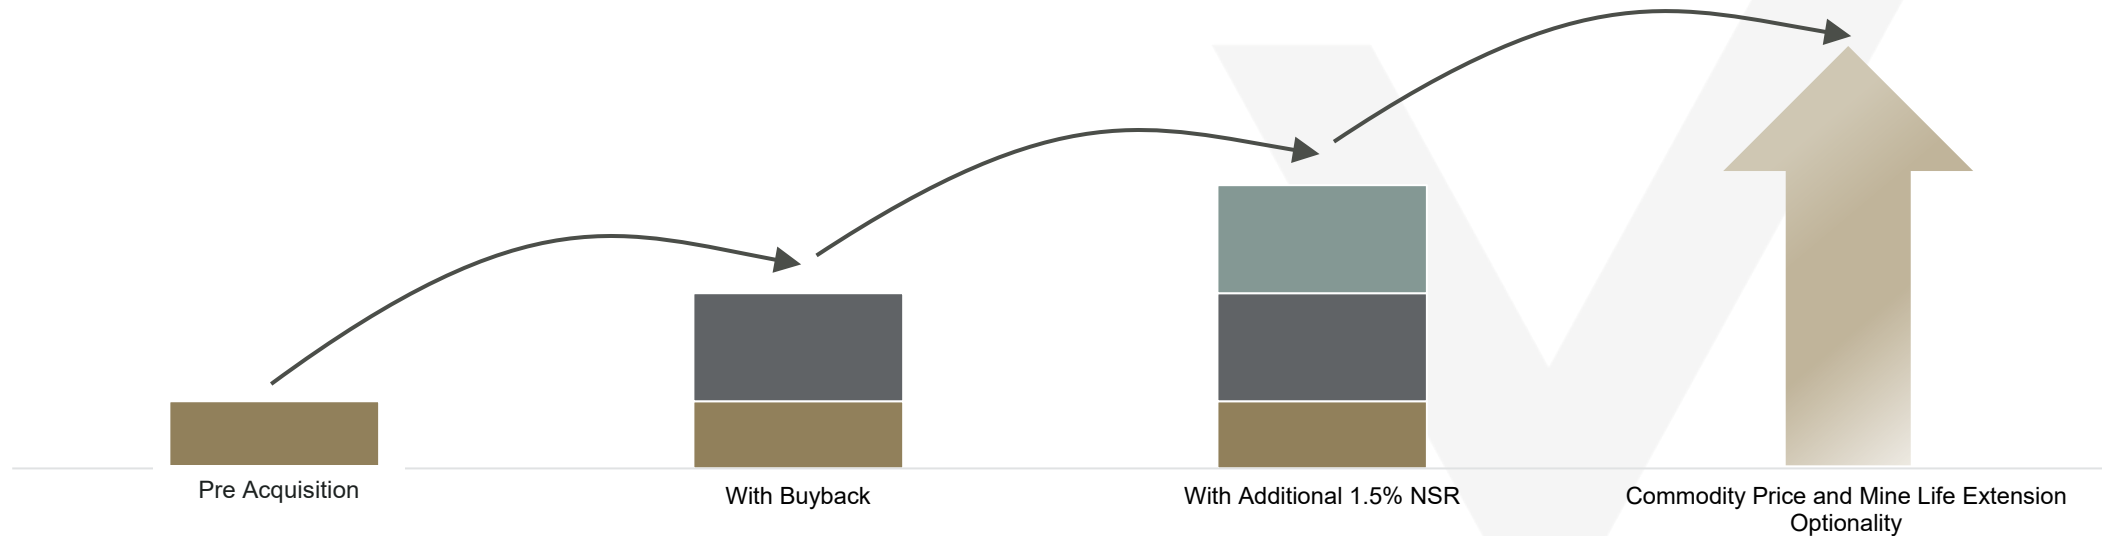 Pre Acquisition
With Buyback
With Additional 1.5% NSR
Commodity Price and Mine Life Extension
Optionality